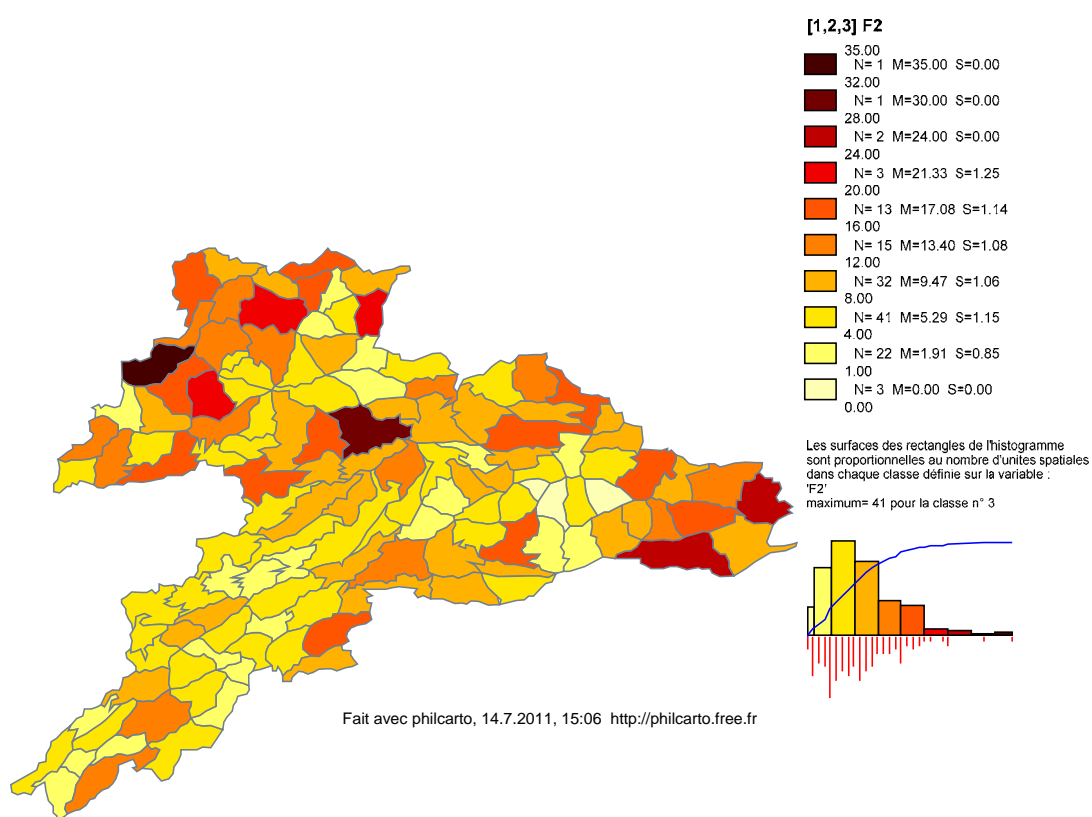 [1,2,3] F2
35.00
N= 1 M=35.00 S=0.00
32.00
N= 1 M=30.00 S=0.00
28.00
N= 2 M=24.00 S=0.00
24.00
N= 3 M=21.33 S=1.25
20.00
N= 13 M=17.08 S=1.14
16.00
N= 15 M=13.40 S=1.08
12.00
N= 32 M=9.47 S=1.06
8.00
N= 41 M=5.29 S=1.15
4.00
N= 22 M=1.91 S=0.85
1.00
N= 3 M=0.00 S=0.00
0.00
Les surfaces des rectangles de l'histogramme
sont proportionnelles au nombre d'unites spatiales
dans chaque classe définie sur la variable :
'F2'
maximum= 41 pour la classe n° 3
Fait avec philcarto, 14.7.2011, 15:06 http://philcarto.free.fr